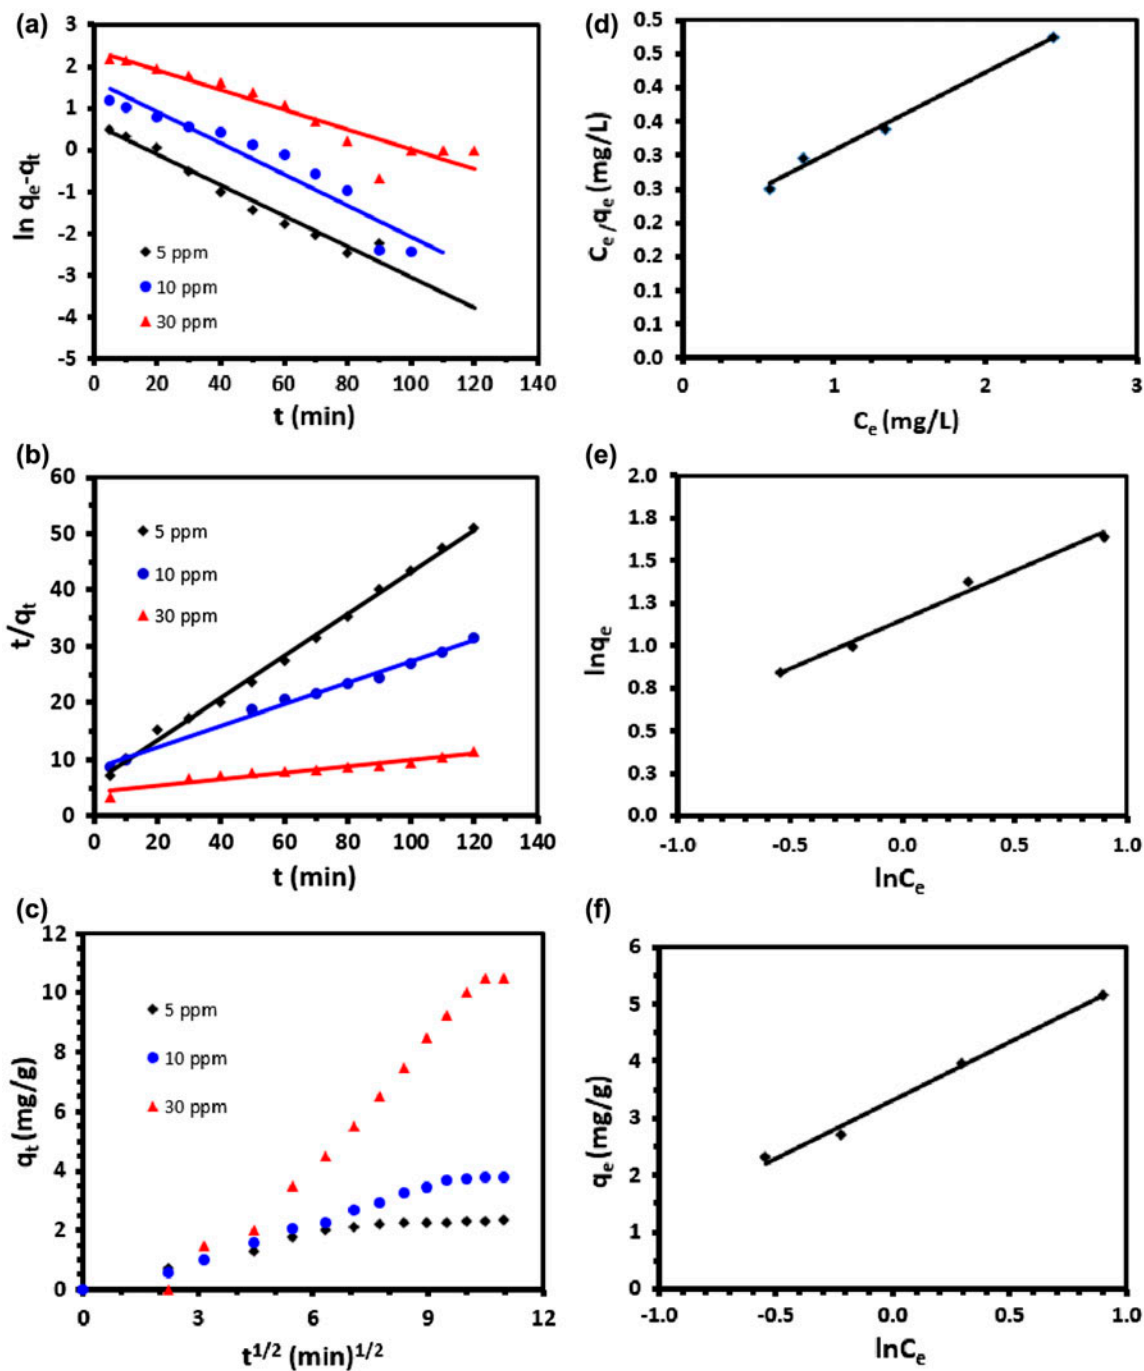 (a)
3
2
1
0
-1
-2
-3
-4
-5
ln qe-qt
5 ppm
10 ppm
30 ppm
0 20 40 60 80 100 120 140
t (min)
(d)
0.5
0.5
0.4
0.4
0.3
0.3
0.2
0.2
0.1
0.1
0.0
Ce/qe (mg/L)
0 1 2 3
Ce (mg/L)
(b)
60
50
40
30
20
10
0
t/qt
5 ppm
10 ppm
30 ppm
0 20 40 60 80 100 120 140
t (min)
(e)
2.0
1.8
1.5
1.3
1.0
0.8
0.5
0.3
0.0
lnqe
-1.0 -0.5 0.0 0.5 1.0
lnCe
(c)
12
10
8
6
4
2
0
qt (mg/g)
5 ppm
10 ppm
30 ppm
0 3 6 9 12
t1/2 (min)1/2
(f)
6
5
4
3
2
1
0
qe (mg/g)
-1.0 -0.5 0.0 0.5 1.0
lnCe